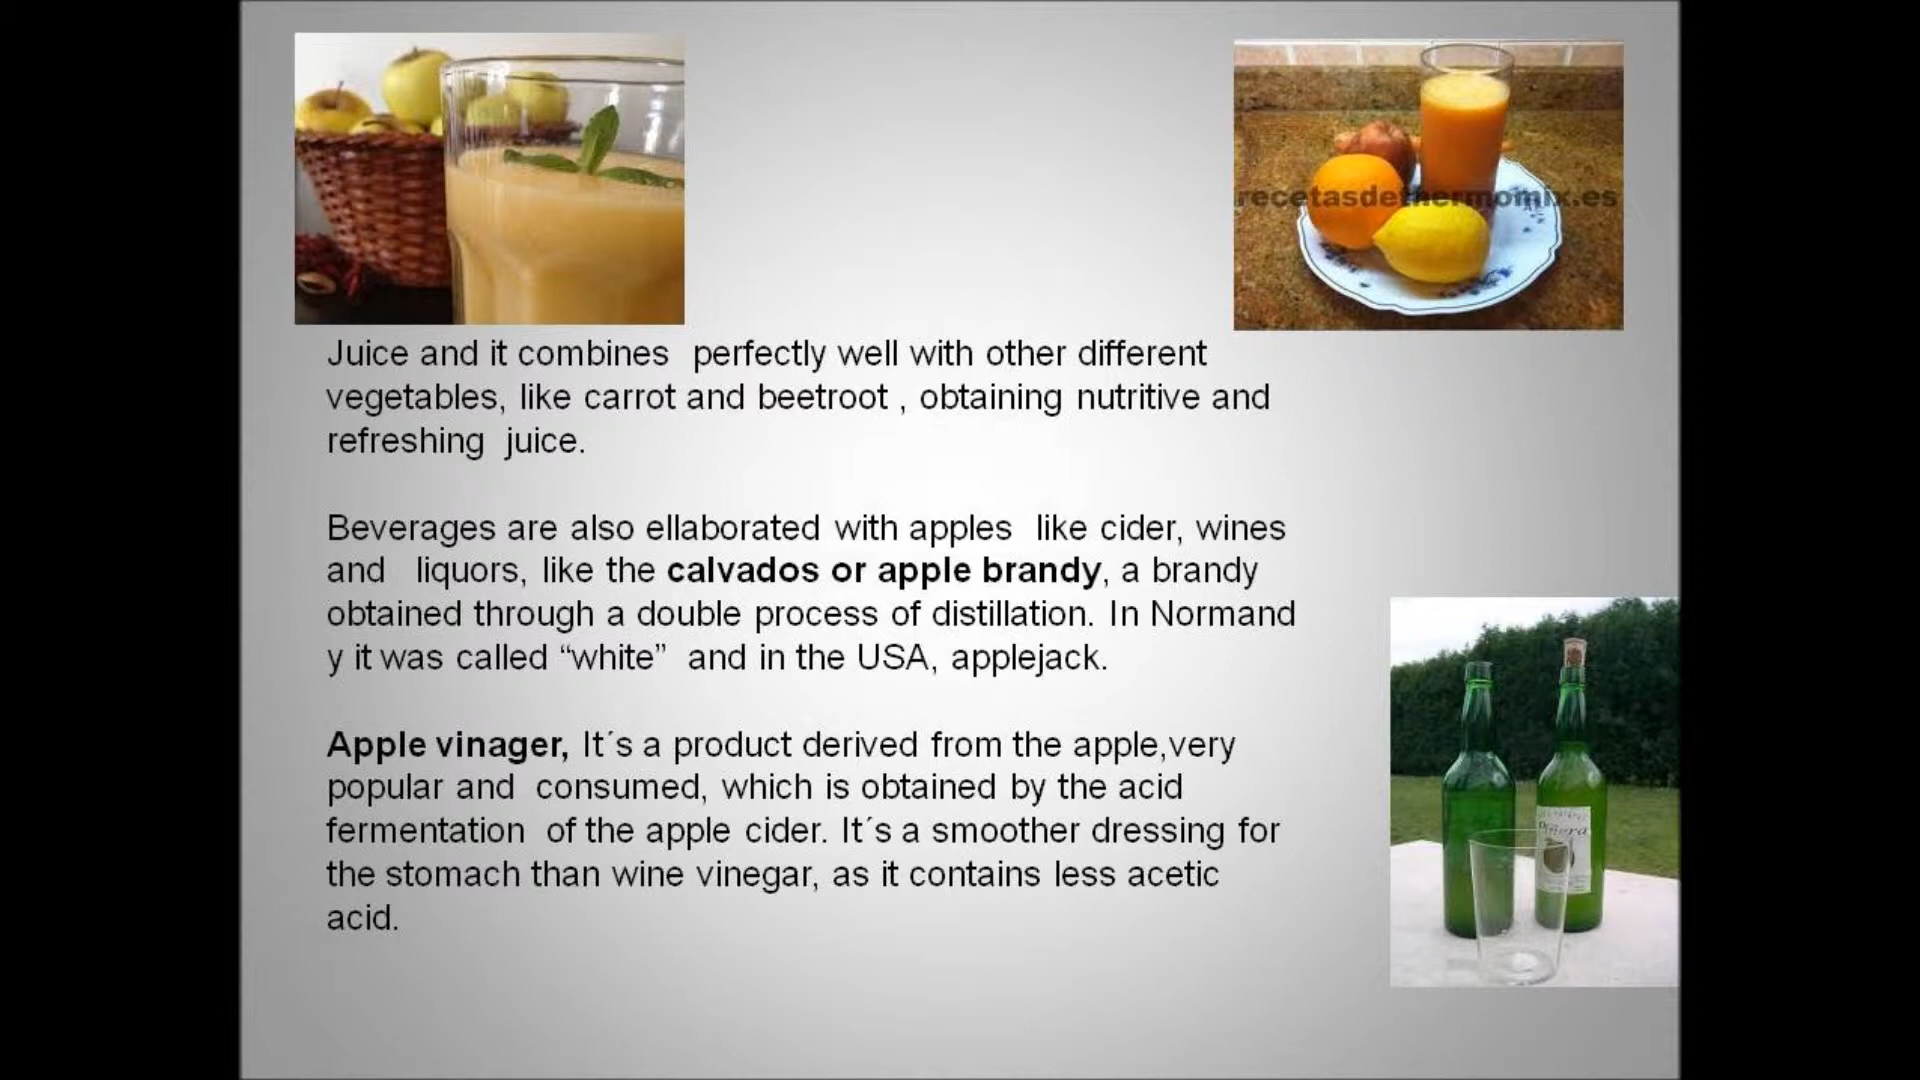 recetasdethermomix.es
Juice and it combines  perfectly well with other different
vegetables, like carrot and beetroot , obtaining nutritive and
refreshing  juice.
Beverages are also ellaborated with apples  like cider, wines
and   liquors, like the calvados or apple brandy, a brandy
obtained through a double process of distillation. In Normand
y it was called “white”  and in the USA, applejack.
Apple vinager, It´s a product derived from the apple,very
popular and  consumed, which is obtained by the acid
fermentation  of the apple cider. It´s a smoother dressing for
the stomach than wine vinegar, as it contains less acetic
acid.